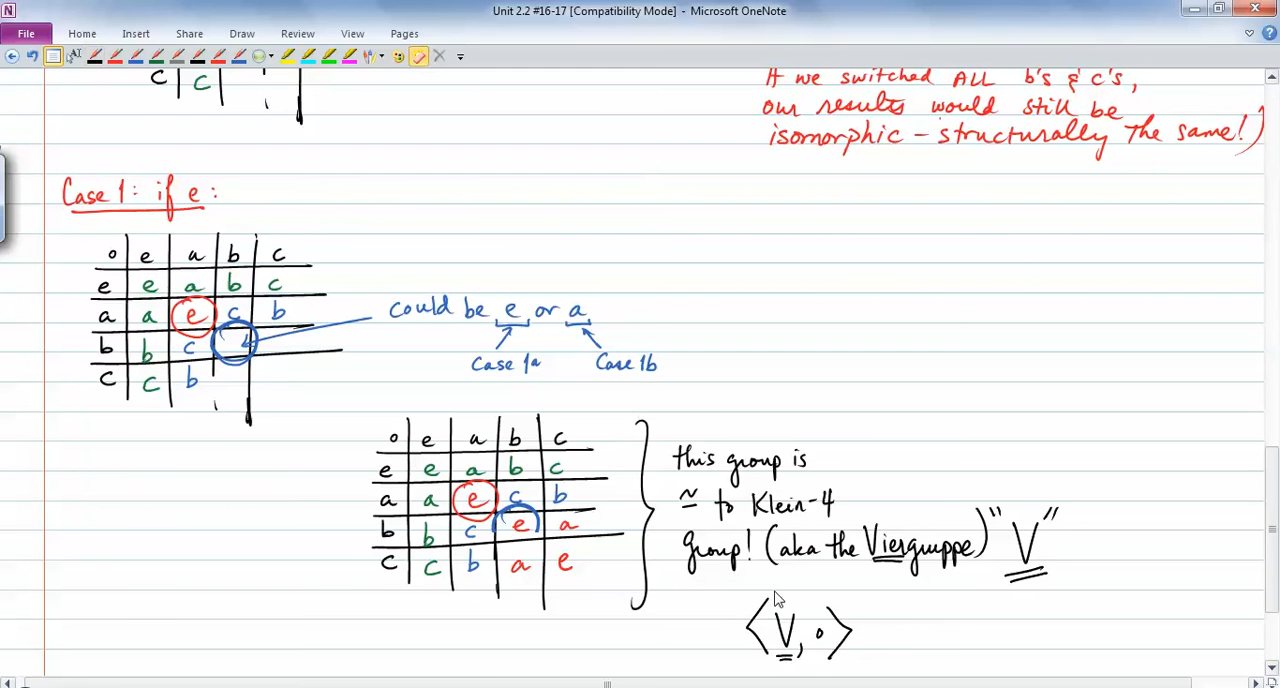 Unit 2.2 #16-17 [Compatibility Mode] - Microsoft OneNote
File Home Insert Share Draw Review View Pages
c | c |
If we switched ALL b's & c's,
our results would still be
isomorphic - structurally the same!)
Case 1: if e:
∘ e a b c
e e a b c
a a e c b
b b c
c c b
could be e or a
Case 1a Case 1b
∘ e a b c
e e a b c
a a e c b
b b c e a
c c b a e
this group is
≃ to Klein-4
group! (aka the Viergruppe) "V"
<V, ∘>